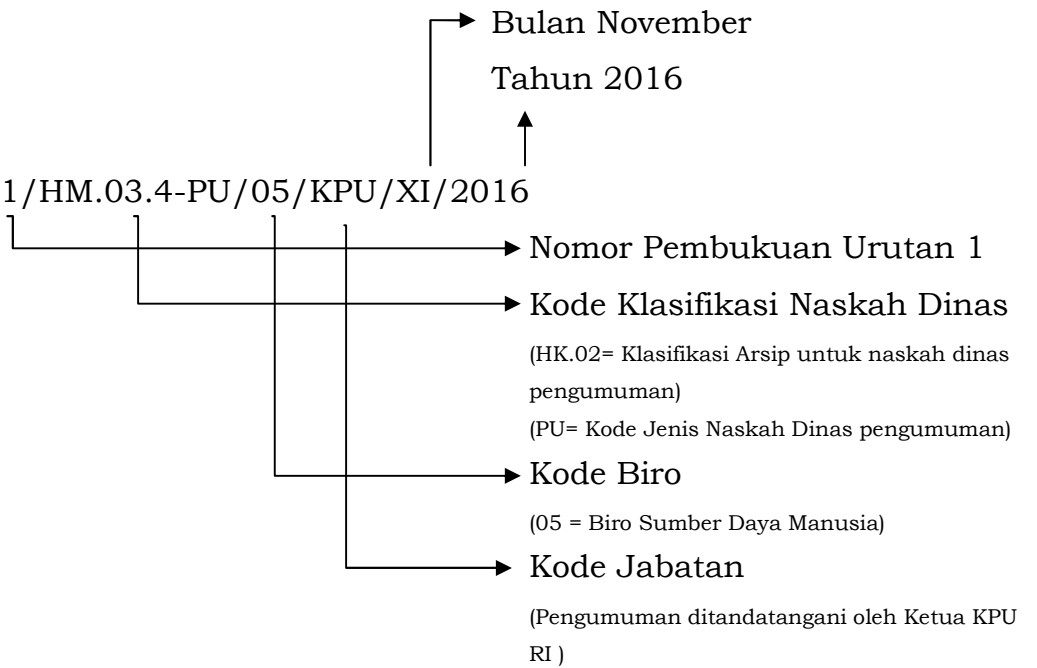 Bulan November
Tahun 2016
1/HM.03.4-PU/05/KPU/XI/2016
Nomor Pembukuan Urutan 1
Kode Klasifikasi Naskah Dinas
(HK.02= Klasifikasi Arsip untuk naskah dinas
pengumuman)
(PU= Kode Jenis Naskah Dinas pengumuman)
Kode Biro
(05 = Biro Sumber Daya Manusia)
Kode Jabatan
(Pengumuman ditandatangani oleh Ketua KPU
RI )